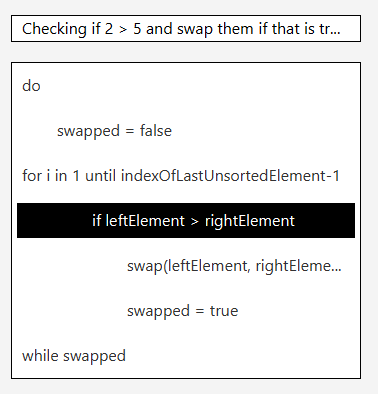 Checking if 2 > 5 and swap them if that is tr...
do
swapped = false
for i in 1 until indexOfLastUnsortedElement-1
if leftElement > rightElement
swap(leftElement, rightEleme...
swapped = true
while swapped